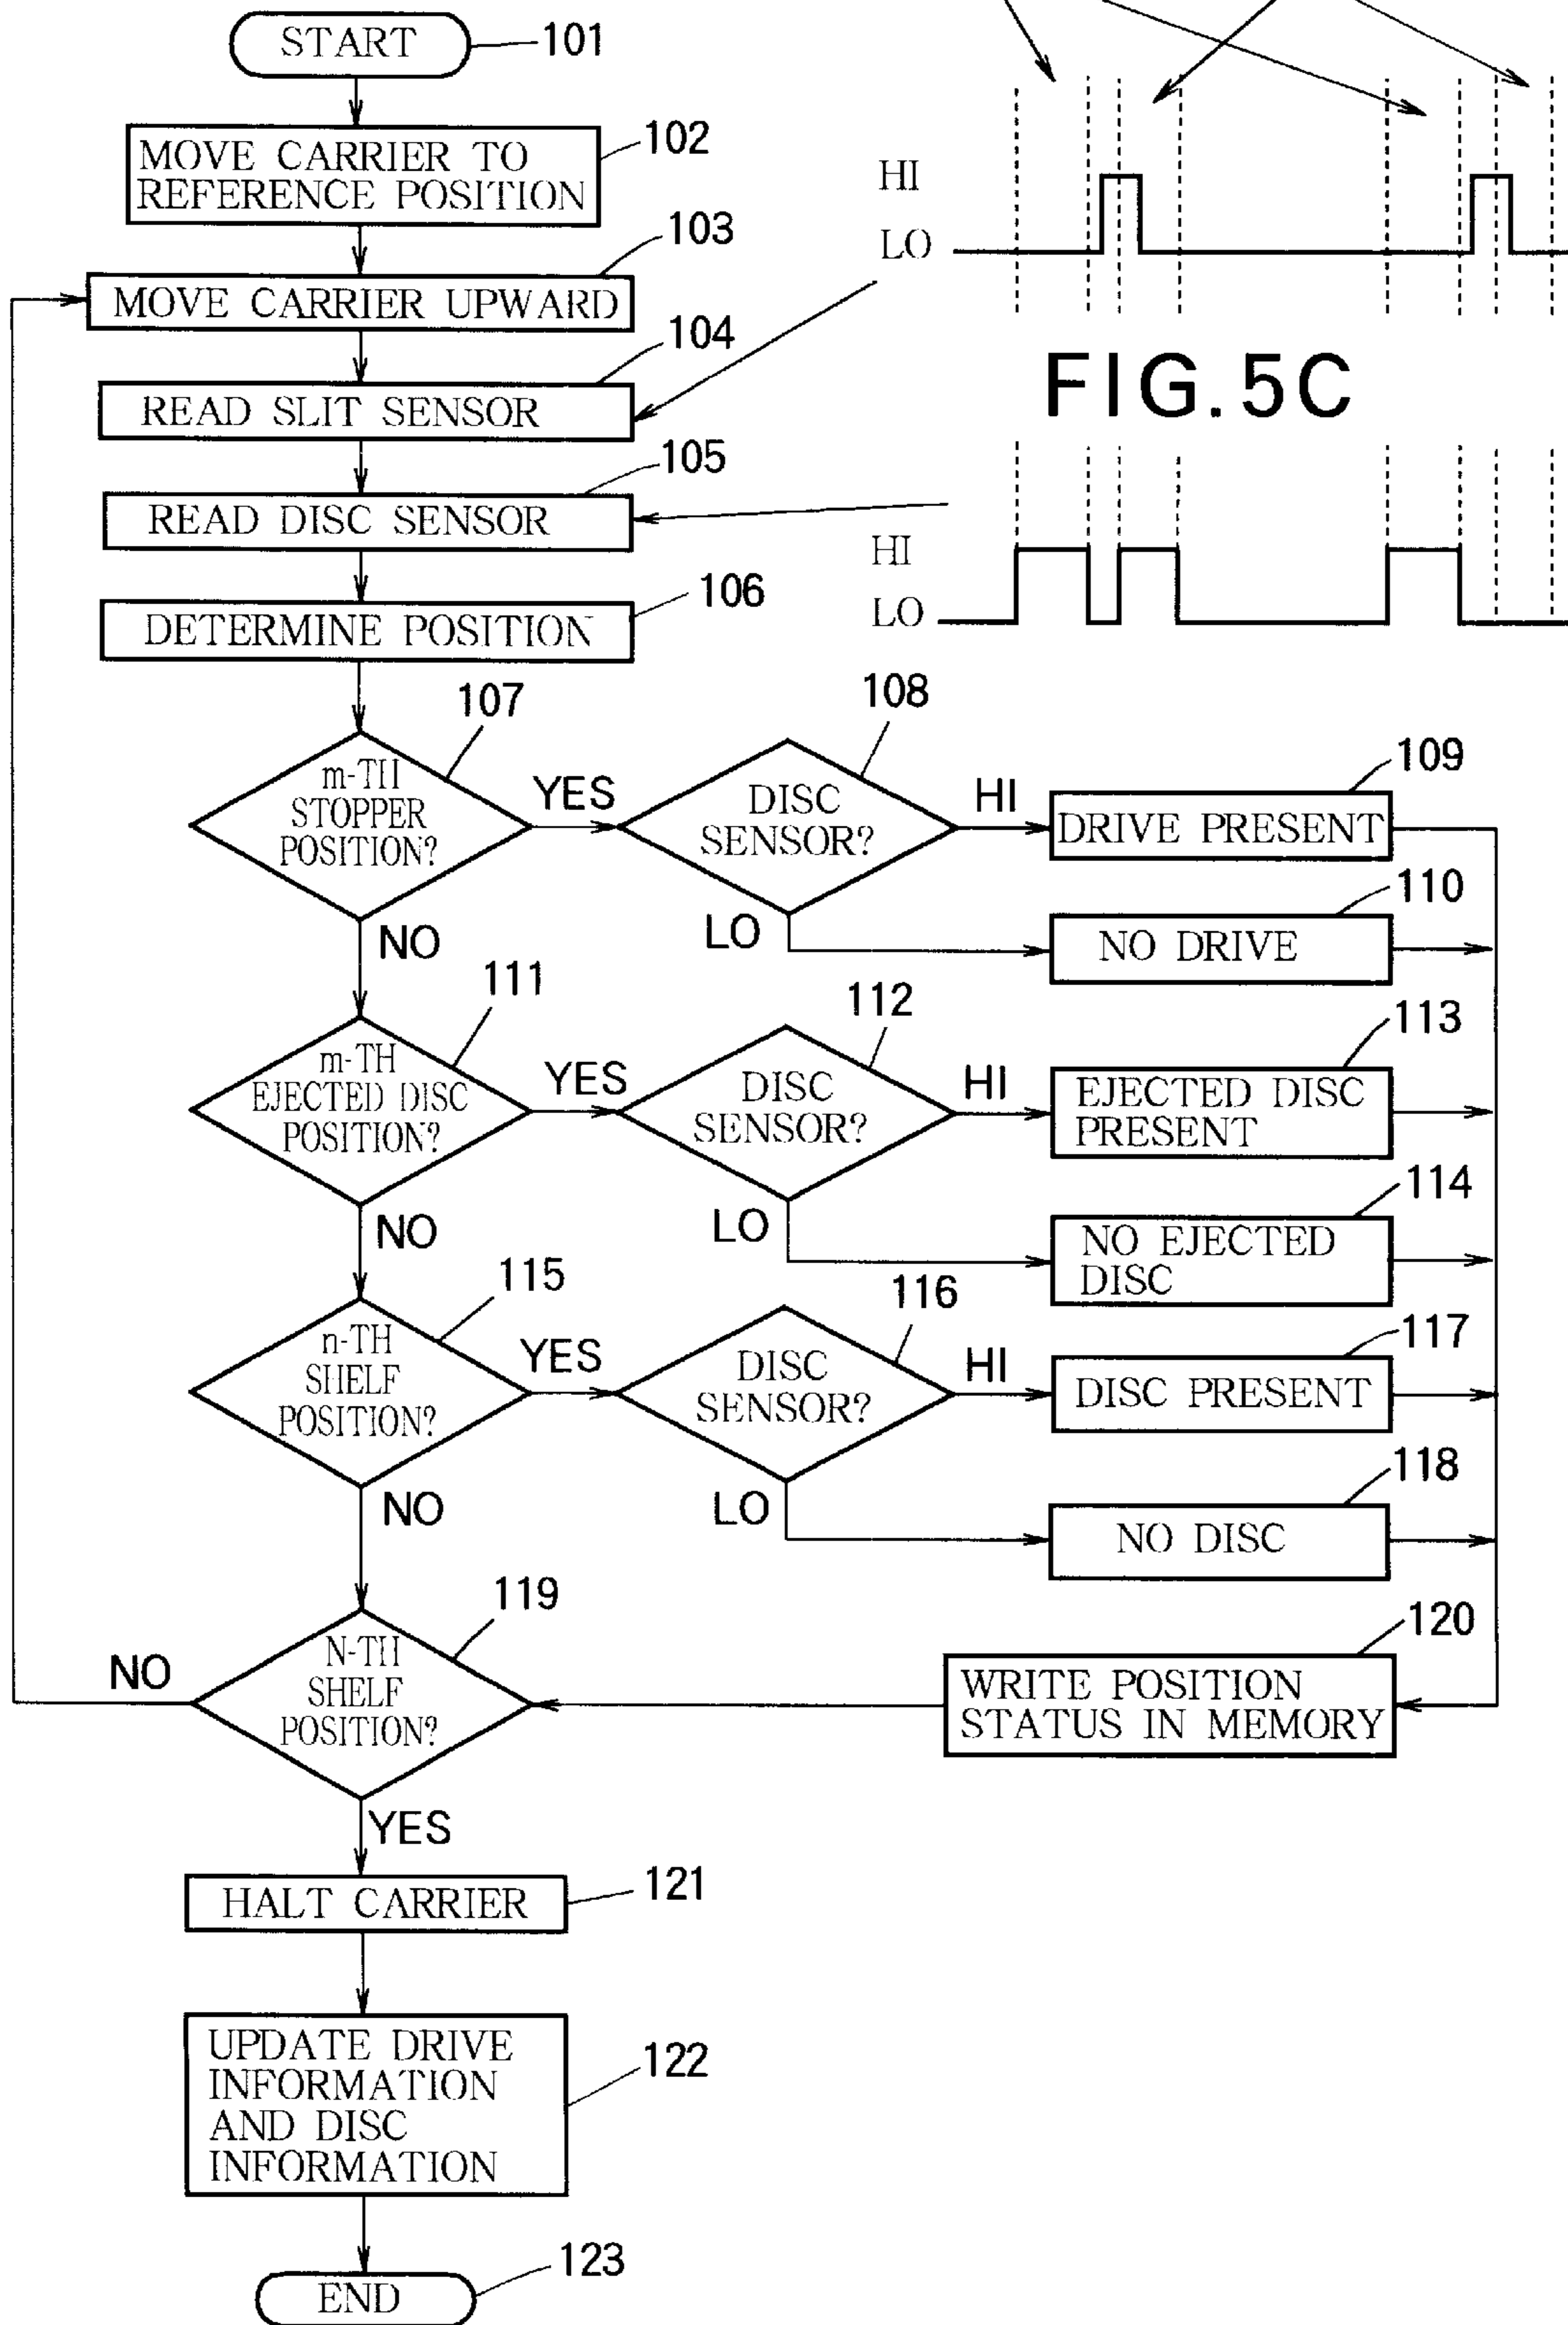 START
101
MOVE CARRIER TO
REFERENCE POSITION
102
MOVE CARRIER UPWARD
103
READ SLIT SENSOR
104
READ DISC SENSOR
105
DETERMINE POSITION
106
HI
LO
FIG. 5C
HI
LO
m-TH
STOPPER
POSITION?
107
YES
NO
DISC
SENSOR?
108
HI
LO
DRIVE PRESENT
109
NO DRIVE
110
m-TH
EJECTED DISC
POSITION?
111
YES
NO
DISC
SENSOR?
112
HI
LO
EJECTED DISC
PRESENT
113
NO EJECTED
DISC
114
n-TH
SHELF
POSITION?
115
YES
NO
DISC
SENSOR?
116
HI
LO
DISC PRESENT
117
NO DISC
118
N-TH
SHELF
POSITION?
119
NO
YES
WRITE POSITION
STATUS IN MEMORY
120
HALT CARRIER
121
UPDATE DRIVE
INFORMATION
AND DISC
INFORMATION
122
END
123